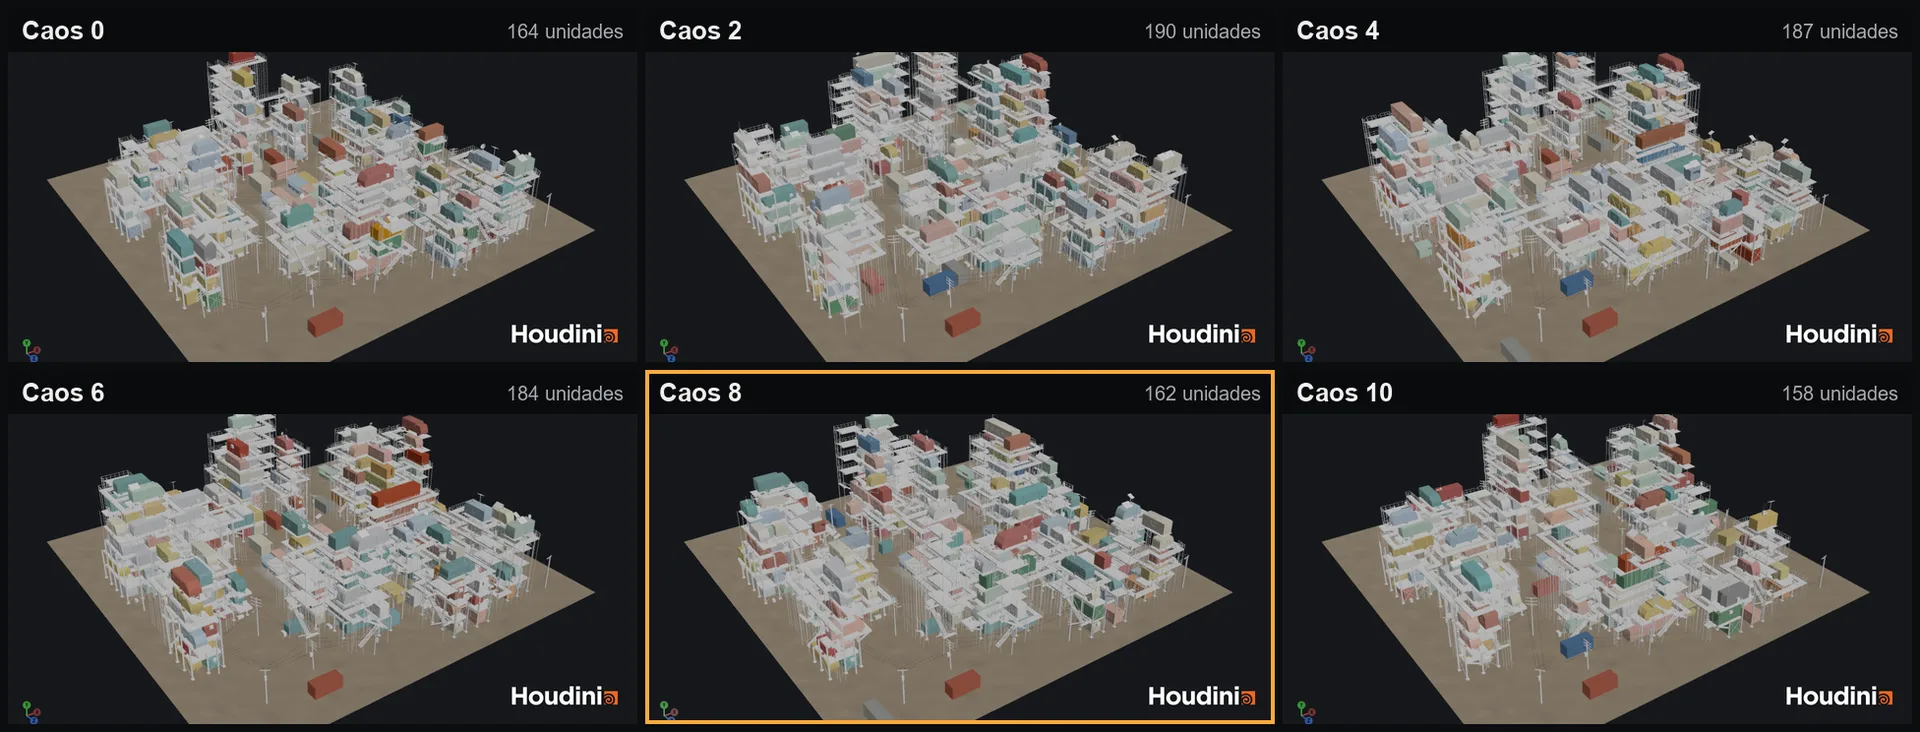 Caos 0 164 unidades
Caos 2 190 unidades
Caos 4 187 unidades
Houdini
Houdini
Houdini
Caos 6 184 unidades
Caos 8 162 unidades
Caos 10 158 unidades
Houdini
Houdini
Houdini